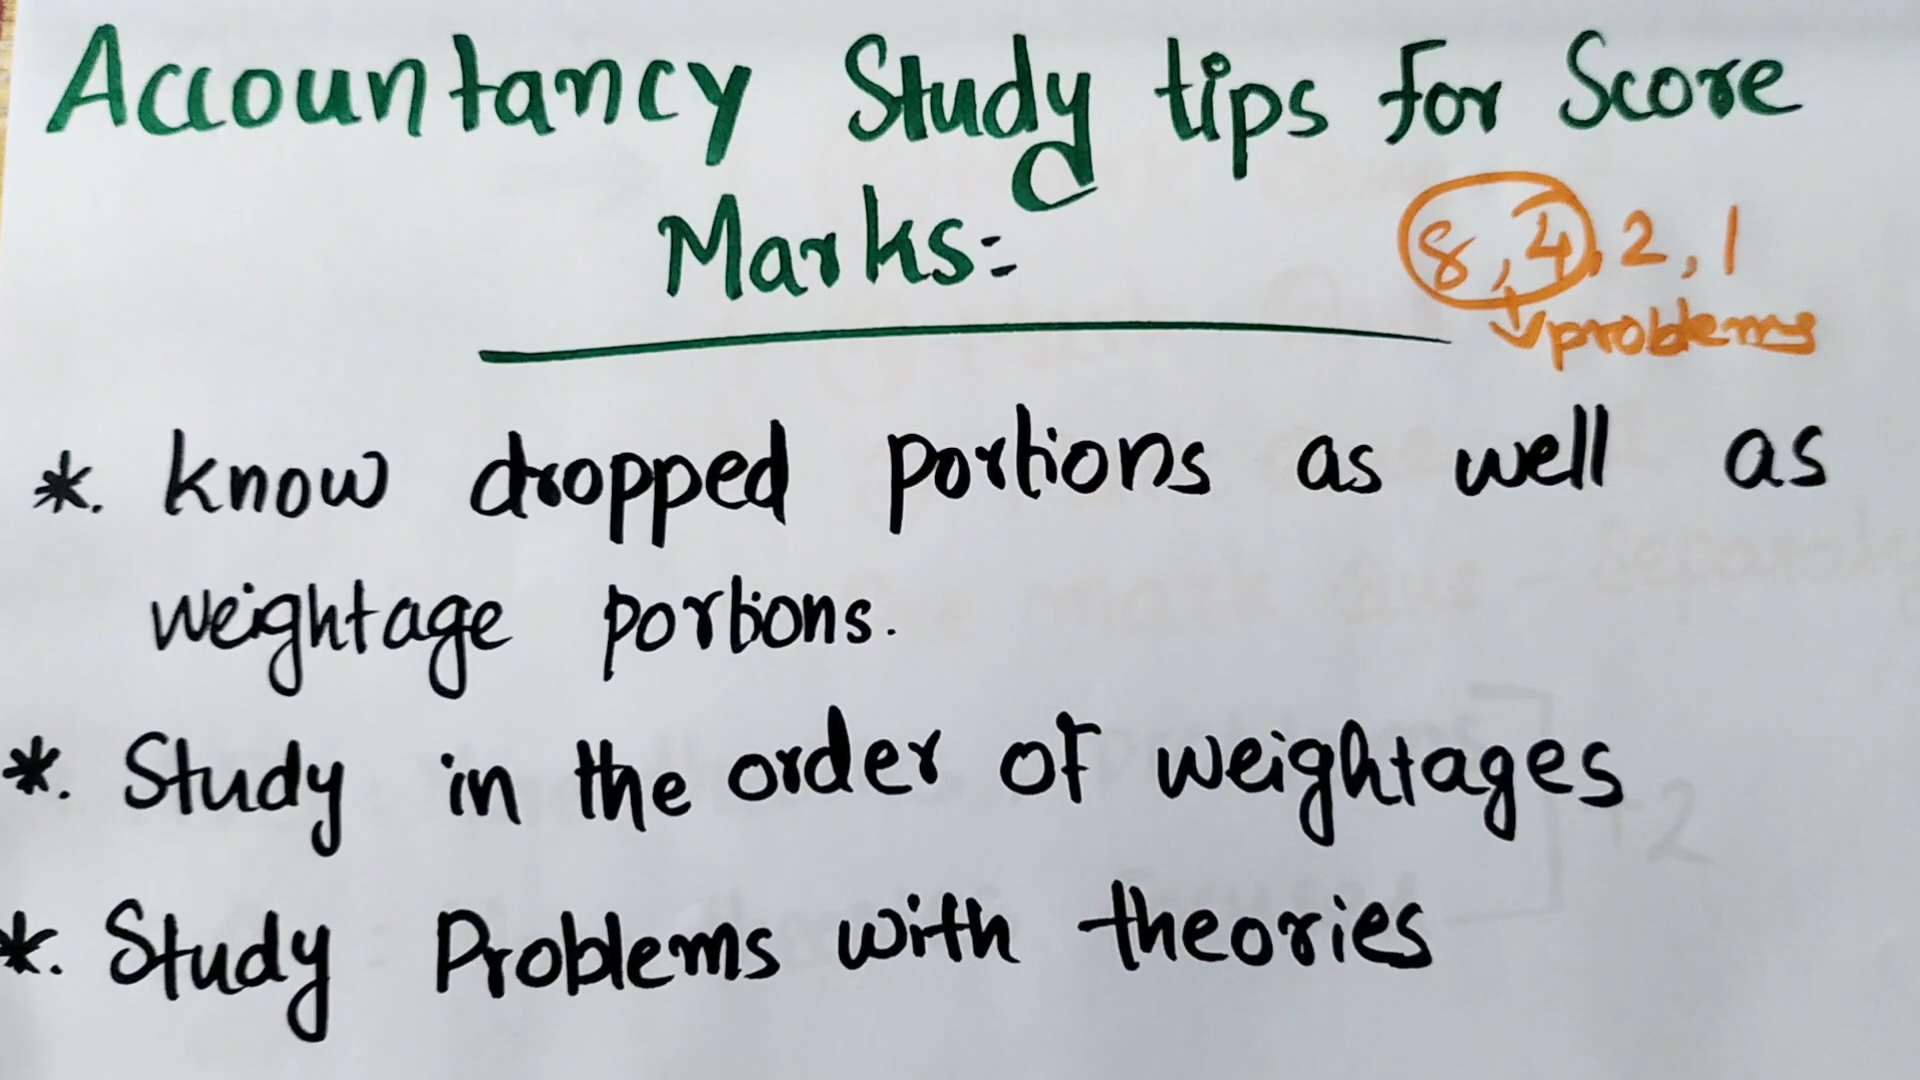 Accountancy Study tips for Score
Marks:-
8, 4, 2, 1
problems
*. know dropped portions as well as
weightage portions.
*. Study in the order of weightages
*. Study Problems with theories